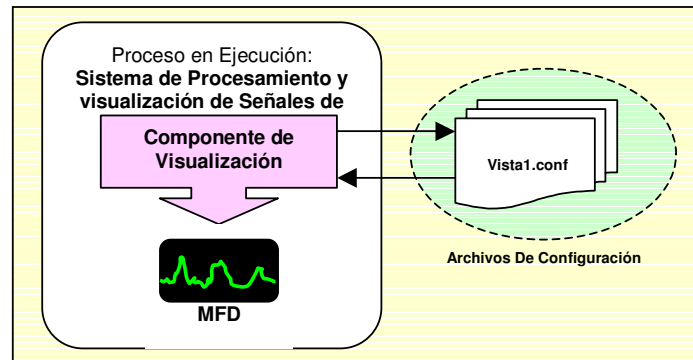 Proceso en Ejecución:
Sistema de Procesamiento y
visualización de Señales de
Componente de
Visualización
Vista1.conf
Archivos De Configuración
MFD